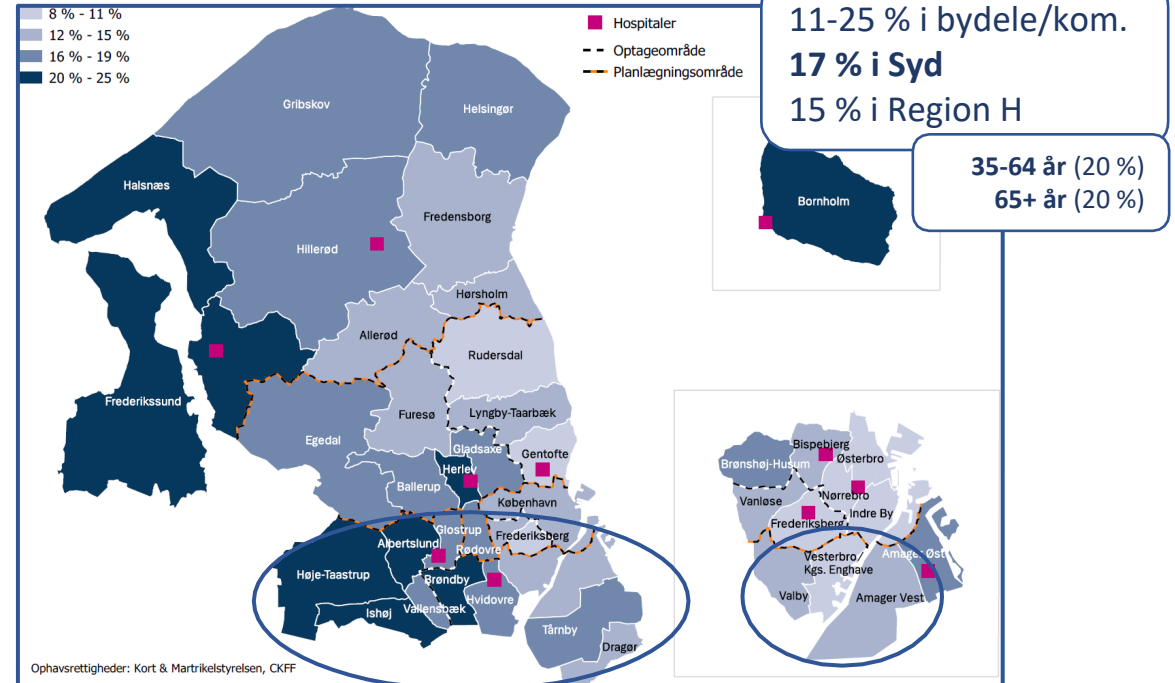 8 % - 11 %
12 % - 15 %
16 % - 19 %
20 % - 25 %
Hospitaler
Optageområde
Planlægningsområde
11-25 % i bydele/kom.
17 % i Syd
15 % i Region H
35-64 år (20 %)
65+ år (20 %)
Gribskov
Helsingør
Halsnæs
Fredensborg
Hillerød
Hørsholm
Allerød
Rudersdal
Frederikssund
Furesø
Lyngby-Taarbæk
Egedal
Gladsaxe
Gentofte
Herlev
Ballerup
København
Glostrup
Frederiksberg
Albertslund
Rødovre
Høje-Taastrup
Brøndby
Hvidovre
Vallensbæk
Ishøj
Tårnby
Dragør
Bornholm
Bispebjerg
Østerbro
Brønshøj-Husum
Vanløse
Nørrebro
Indre By
Frederiksberg
Vesterbro/
Kgs. Enghave
Amager Øst
Valby
Amager Vest
Ophavsrettigheder: Kort & Martrikelstyrelsen, CKFF